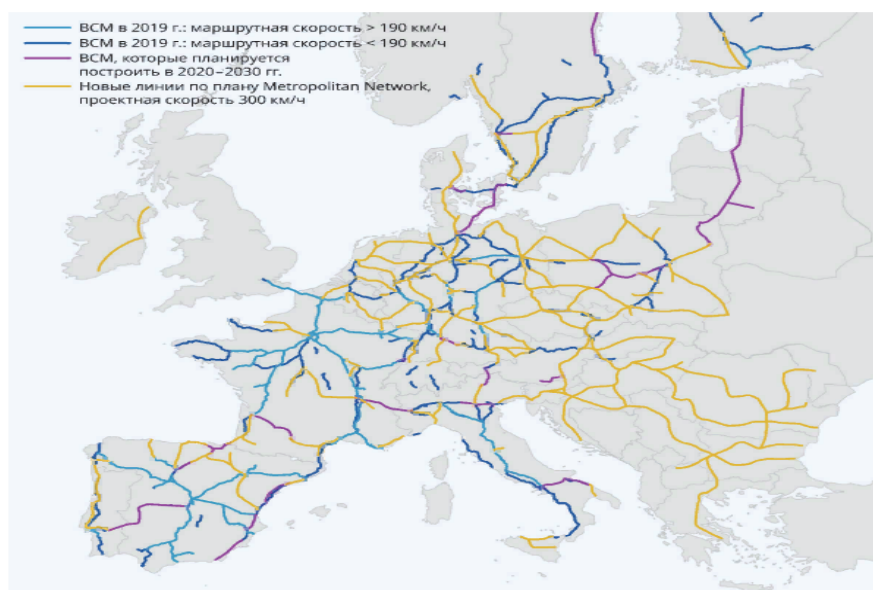 ВСМ в 2019 г.: маршрутная скорость > 190 км/ч
ВСМ в 2019 г.: маршрутная скорость < 190 км/ч
ВСМ, которые планируется
построить в 2020–2030 гг.
Новые линии по плану Metropolitan Network,
проектная скорость 300 км/ч